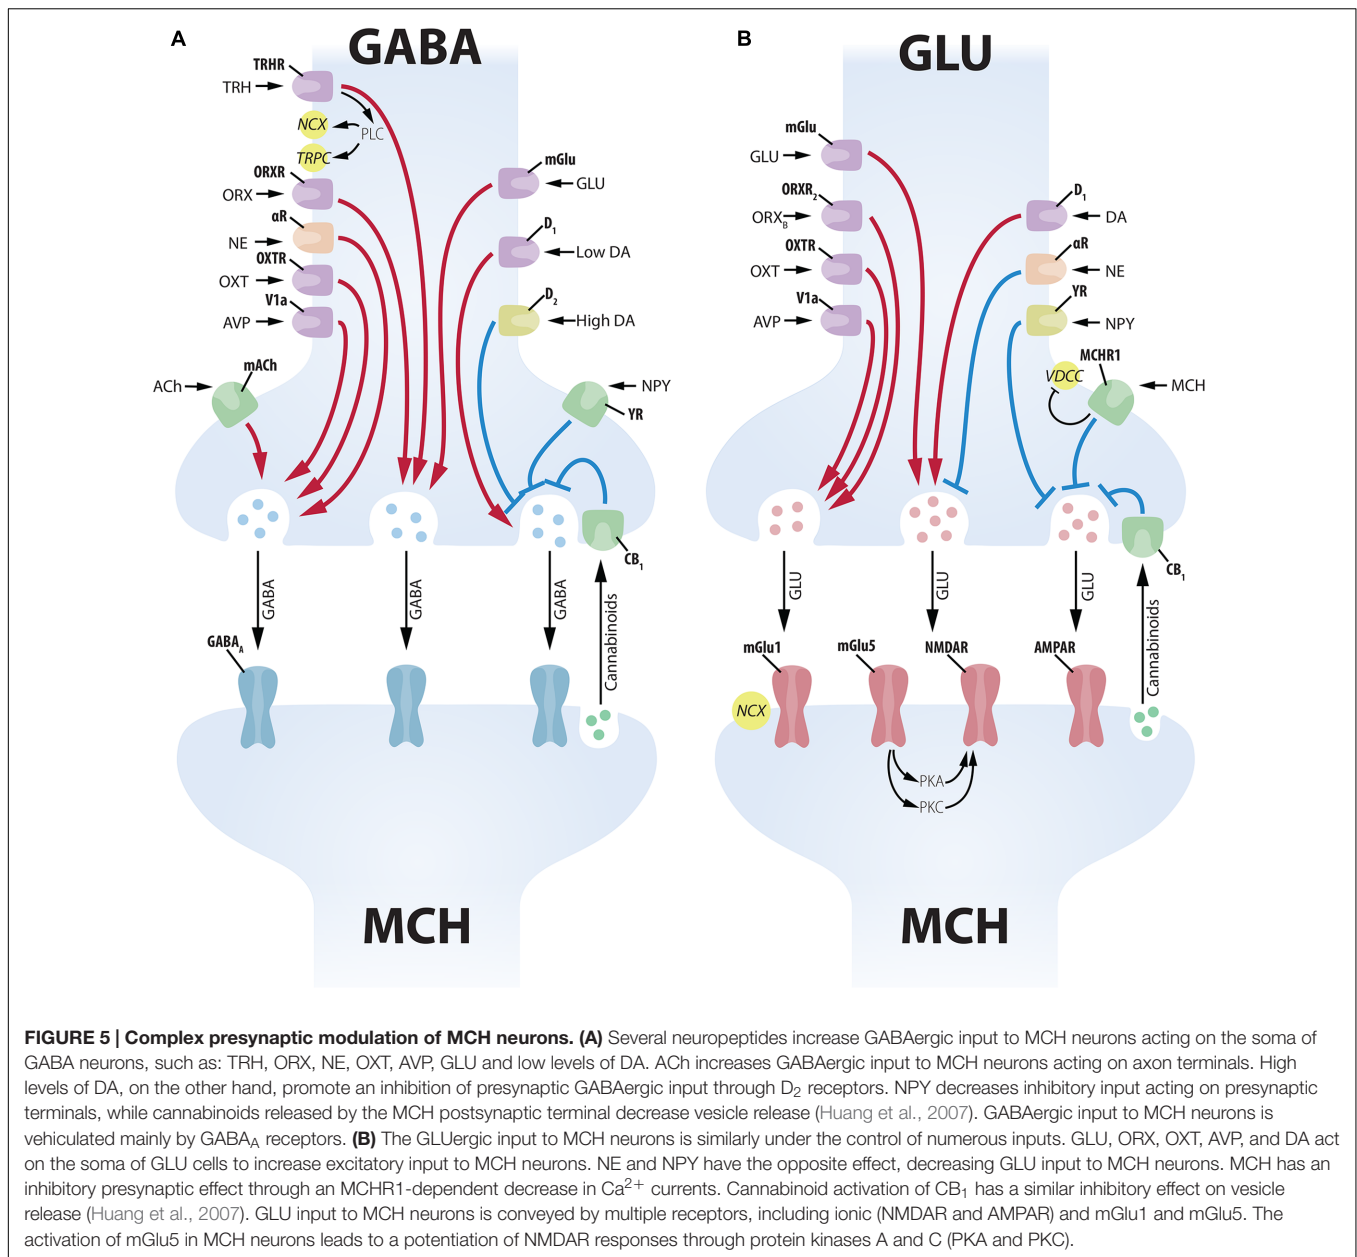 A
GABA
TRHR
TRH
NCX
PLC
TRPC
ORXR
ORX
αR
NE
OXTR
OXT
V1a
AVP
mACh
ACh
mGlu
GLU
D1
Low DA
D2
High DA
NPY
YR
CB1
GABA
GABA
GABA
Cannabinoids
GABAA
MCH
B
GLU
mGlu
GLU
ORXR2
ORXB
OXTR
OXT
V1a
AVP
D1
DA
αR
NE
YR
NPY
MCHR1
VDCC
MCH
CB1
GLU
GLU
GLU
Cannabinoids
mGlu1
mGlu5
NMDAR
AMPAR
NCX
PKA
PKC
MCH
FIGURE 5 | Complex presynaptic modulation of MCH neurons. (A) Several neuropeptides increase GABAergic input to MCH neurons acting on the soma of
GABA neurons, such as: TRH, ORX, NE, OXT, AVP, GLU and low levels of DA. ACh increases GABAergic input to MCH neurons acting on axon terminals. High
levels of DA, on the other hand, promote an inhibition of presynaptic GABAergic input through D2 receptors. NPY decreases inhibitory input acting on presynaptic
terminals, while cannabinoids released by the MCH postsynaptic terminal decrease vesicle release (Huang et al., 2007). GABAergic input to MCH neurons is
vehiculated mainly by GABAA receptors. (B) The GLUergic input to MCH neurons is similarly under the control of numerous inputs. GLU, ORX, OXT, AVP, and DA act
on the soma of GLU cells to increase excitatory input to MCH neurons. NE and NPY have the opposite effect, decreasing GLU input to MCH neurons. MCH has an
inhibitory presynaptic effect through an MCHR1-dependent decrease in Ca2+ currents. Cannabinoid activation of CB1 has a similar inhibitory effect on vesicle
release (Huang et al., 2007). GLU input to MCH neurons is conveyed by multiple receptors, including ionic (NMDAR and AMPAR) and mGlu1 and mGlu5. The
activation of mGlu5 in MCH neurons leads to a potentiation of NMDAR responses through protein kinases A and C (PKA and PKC).